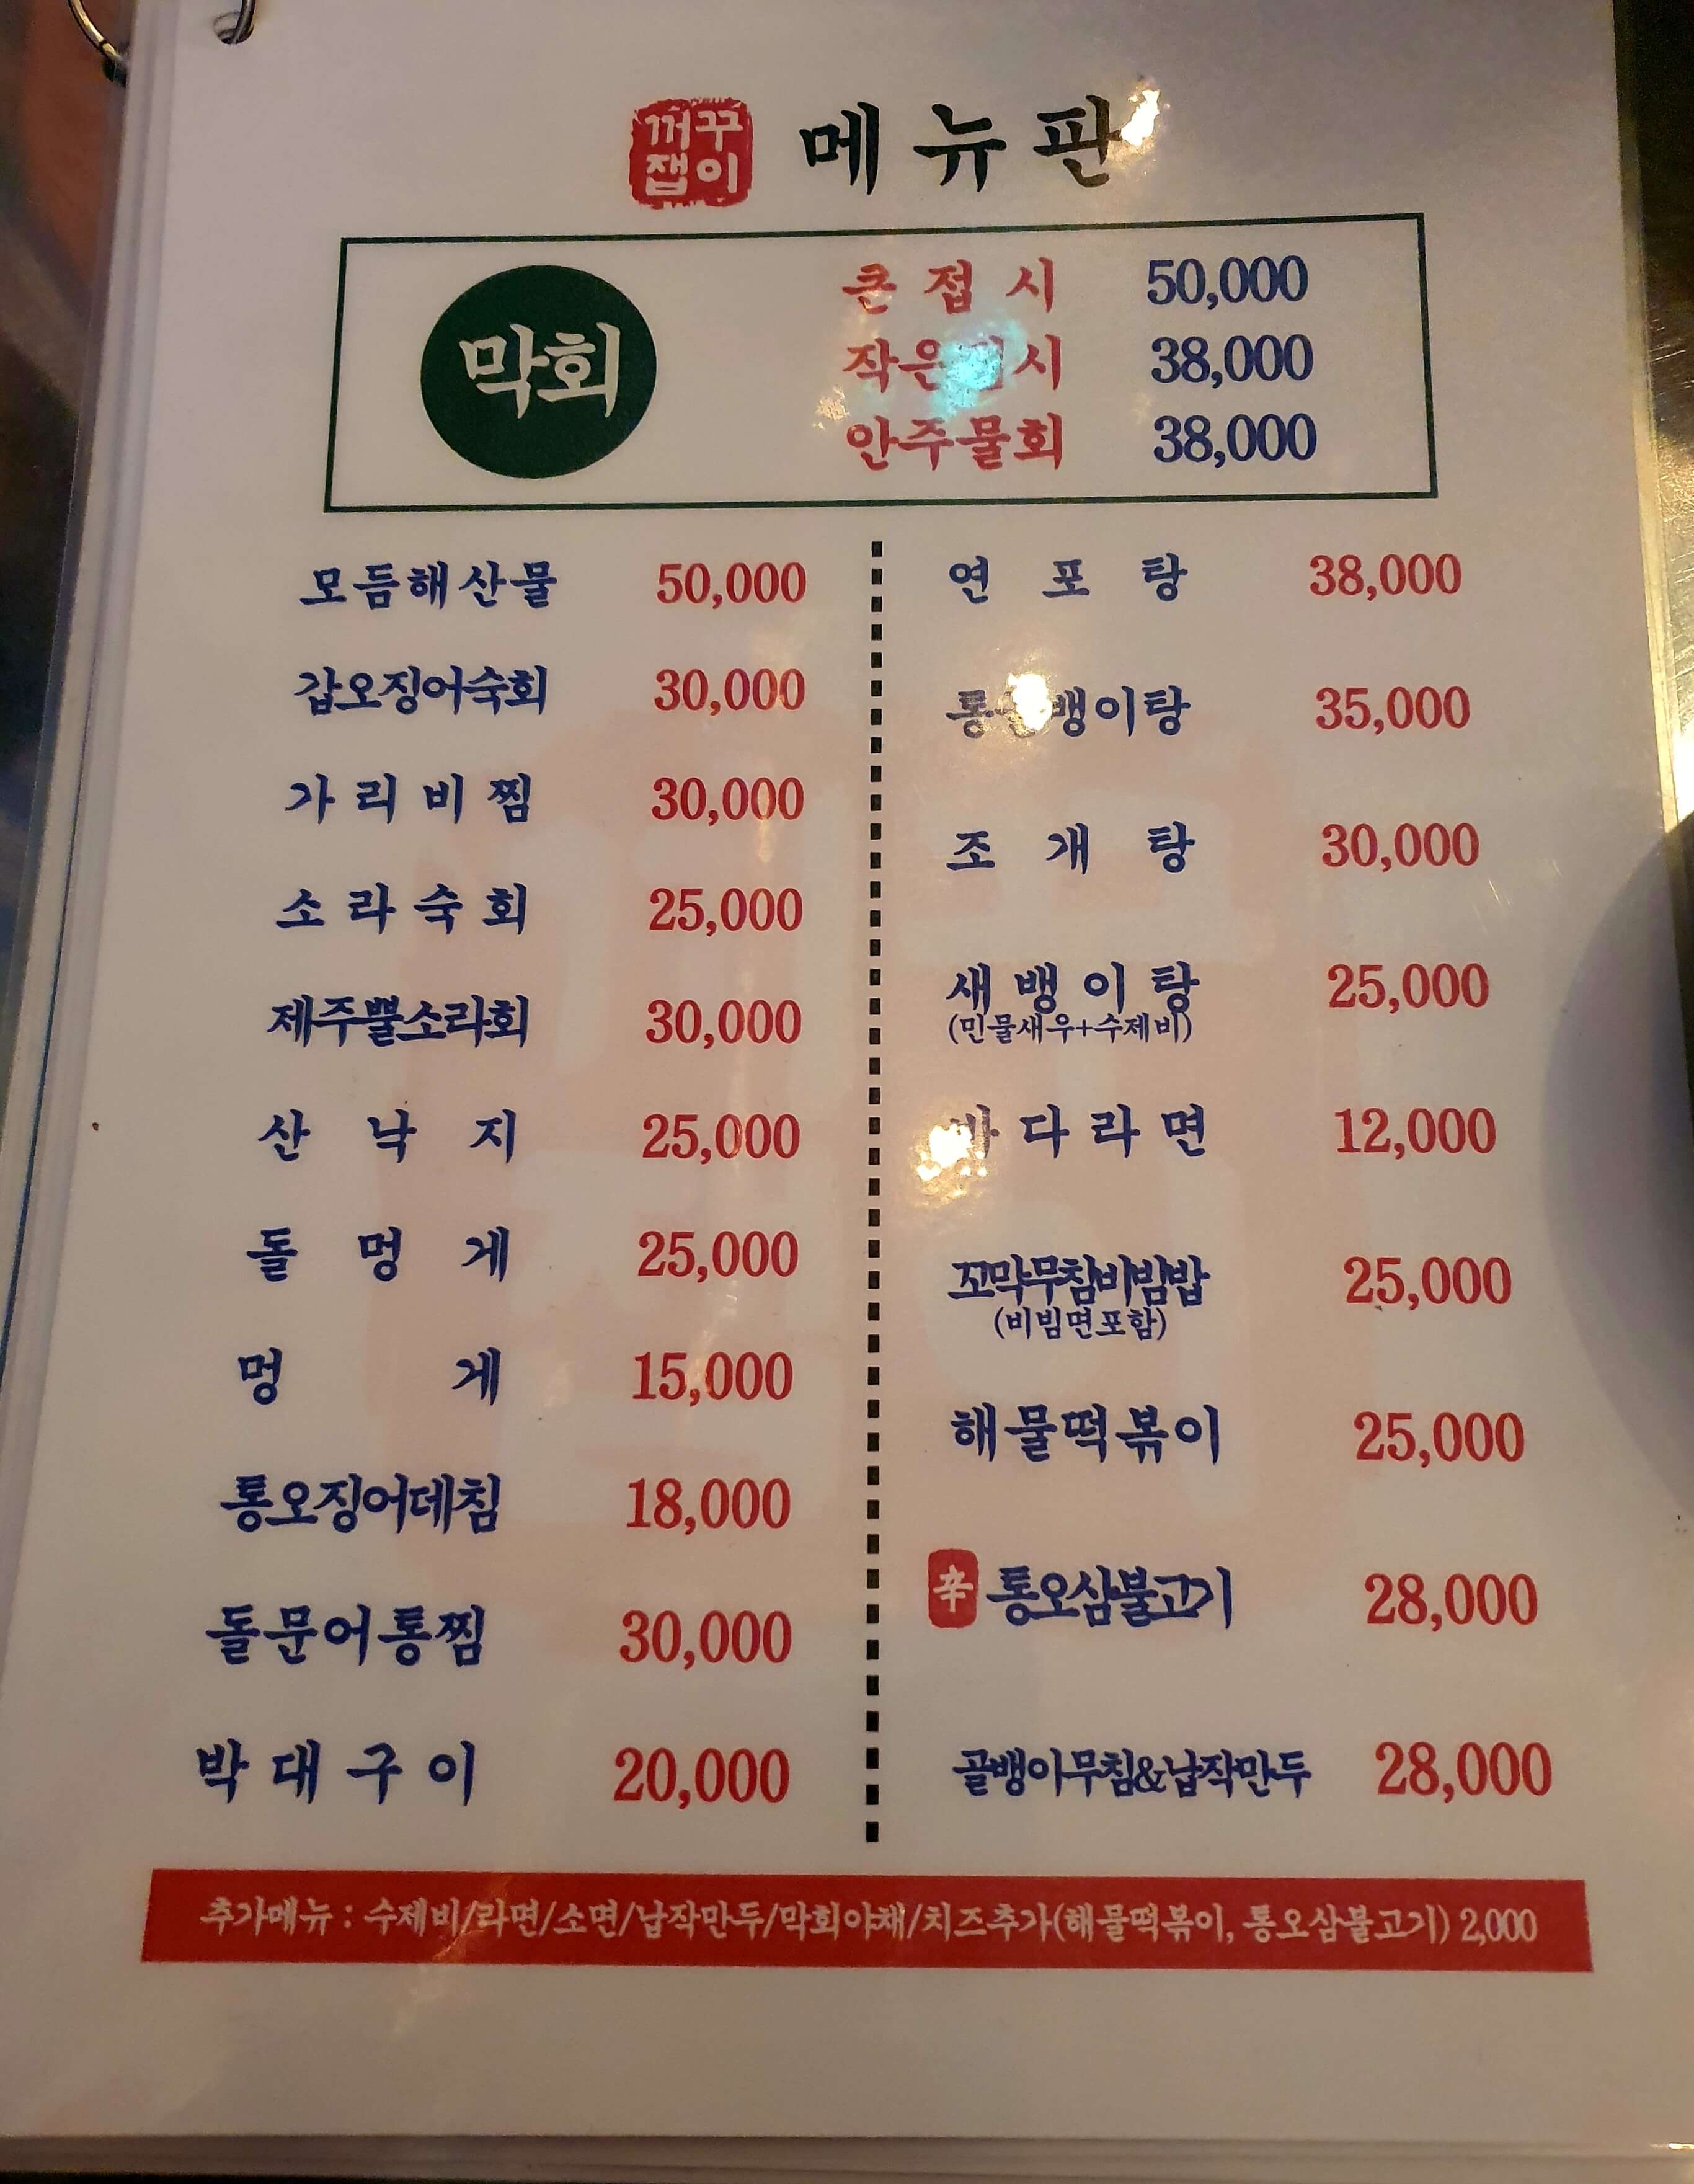 꺼꾸
잽이
메뉴판
막회
큰접시 50,000
작은접시 38,000
안주물회 38,000
모듬해산물 50,000
갑오징어숙회 30,000
가리비찜 30,000
소라숙회 25,000
제주뿔소라회 30,000
산낙지 25,000
돌멍게 25,000
멍게 15,000
통오징어데침 18,000
돌문어통찜 30,000
박대구이 20,000
연포탕 38,000
통골뱅이탕 35,000
조개탕 30,000
새뱅이탕 25,000
(민물새우+수제비)
바다라면 12,000
꼬막무침비빔밥 25,000
(비빔면포함)
해물떡볶이 25,000
辛 통오삼불고기 28,000
골뱅이무침&납작만두 28,000
추가메뉴 : 수제비/라면/소면/납작만두/막회야채/치즈추가(해물떡볶이, 통오삼불고기) 2,000